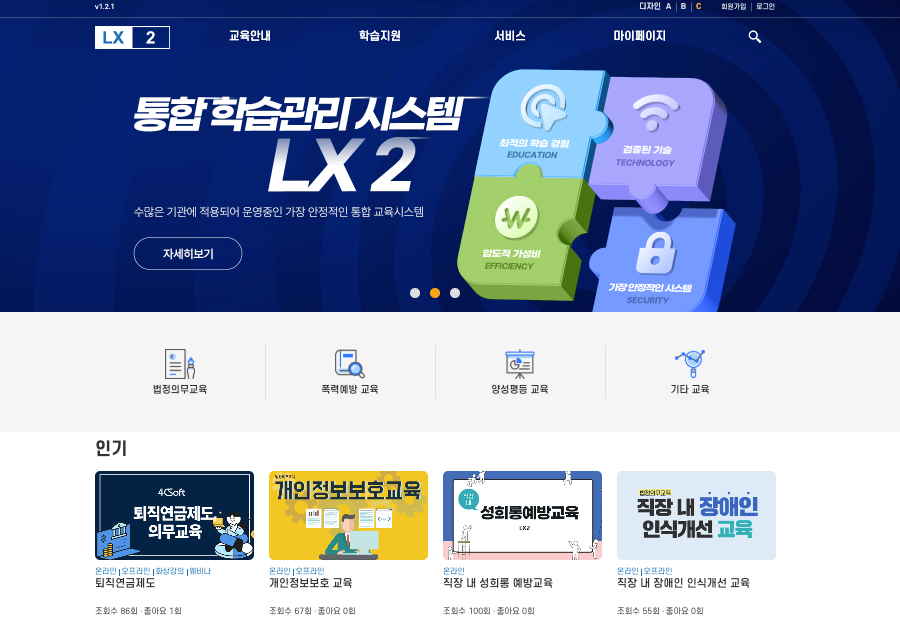 v1.2.1
디자인 A | B | C 회원가입 | 로그인
LX 2 교육안내 학습지원 서비스 마이페이지
통합 학습관리 시스템
LX 2
수많은 기관에 적용되어 운영중인 가장 안정적인 통합 교육시스템
자세히보기
최적의 학습 경험
EDUCATION
검증된 기술
TECHNOLOGY
압도적 가성비
EFFICIENCY
가장 안정적인 시스템
SECURITY
법정의무교육 폭력예방 교육 양성평등 교육 기타 교육
인기
4CSoft
퇴직연금제도
의무교육
개인정보보호교육
성희롱예방교육
LX2
법정의무교육
직장 내 장애인
인식개선 교육
온라인 | 오프라인 | 화상강의 | 웨비나
퇴직연금제도
조회수 86회 · 좋아요 1회
온라인 | 오프라인
개인정보보호 교육
조회수 67회 · 좋아요 0회
온라인
직장 내 성희롱 예방교육
조회수 100회 · 좋아요 0회
온라인 | 오프라인
직장 내 장애인 인식개선 교육
조회수 55회 · 좋아요 0회